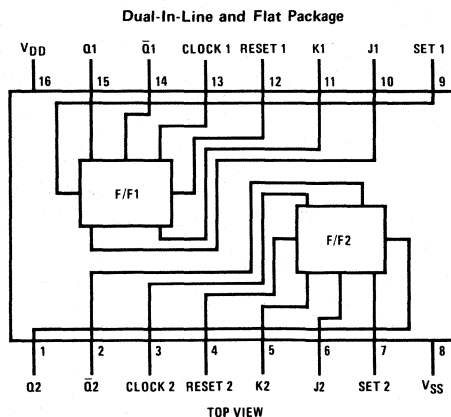 Dual-In-Line and Flat Package
VDD Q1 Q̅1 CLOCK 1 RESET 1 K1 J1 SET 1
16 15 14 13 12 11 10 9
F/F1
F/F2
1 2 3 4 5 6 7 8
Q2 Q̅2 CLOCK 2 RESET 2 K2 J2 SET 2 VSS
TOP VIEW